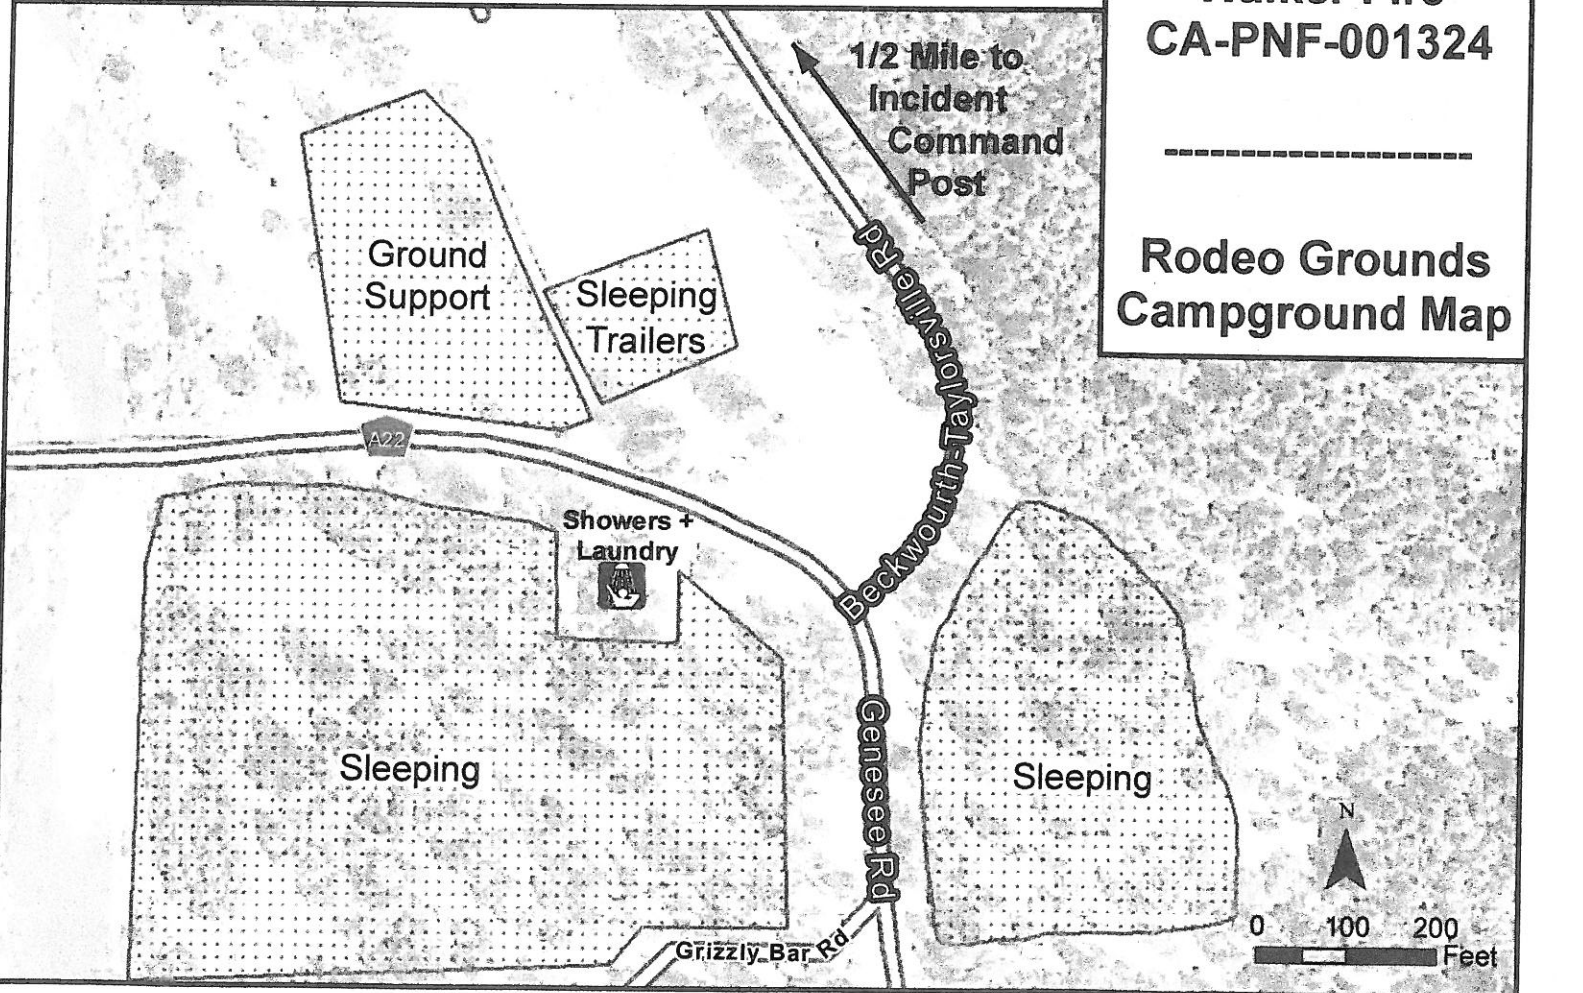 CA-PNF-001324
--------------------
Rodeo Grounds
Campground Map
1/2 Mile to
Incident
Command
Post
Ground
Support
Sleeping
Trailers
Beckwourth-Taylorsville Rd
A22
Showers +
Laundry
Sleeping
Genesee Rd
Sleeping
Grizzly Bar Rd
N
0 100 200
Feet